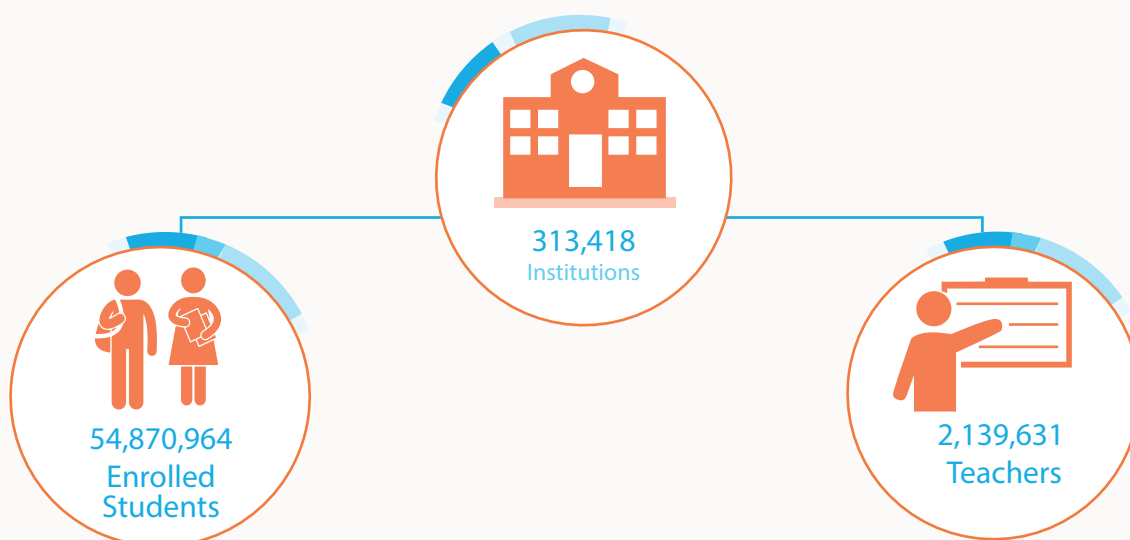 313,418
Institutions
54,870,964
Enrolled
Students
2,139,631
Teachers